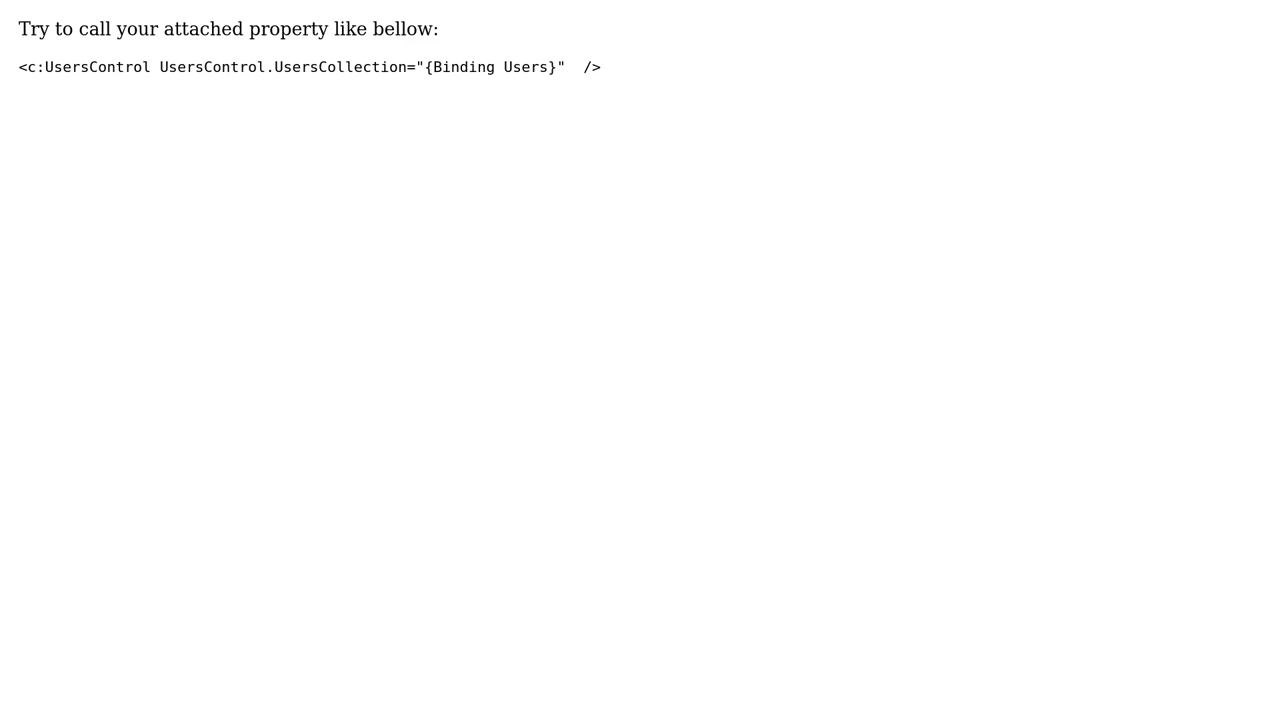 Try to call your attached property like bellow:
<c:UsersControl UsersControl.UsersCollection="{Binding Users}"  />